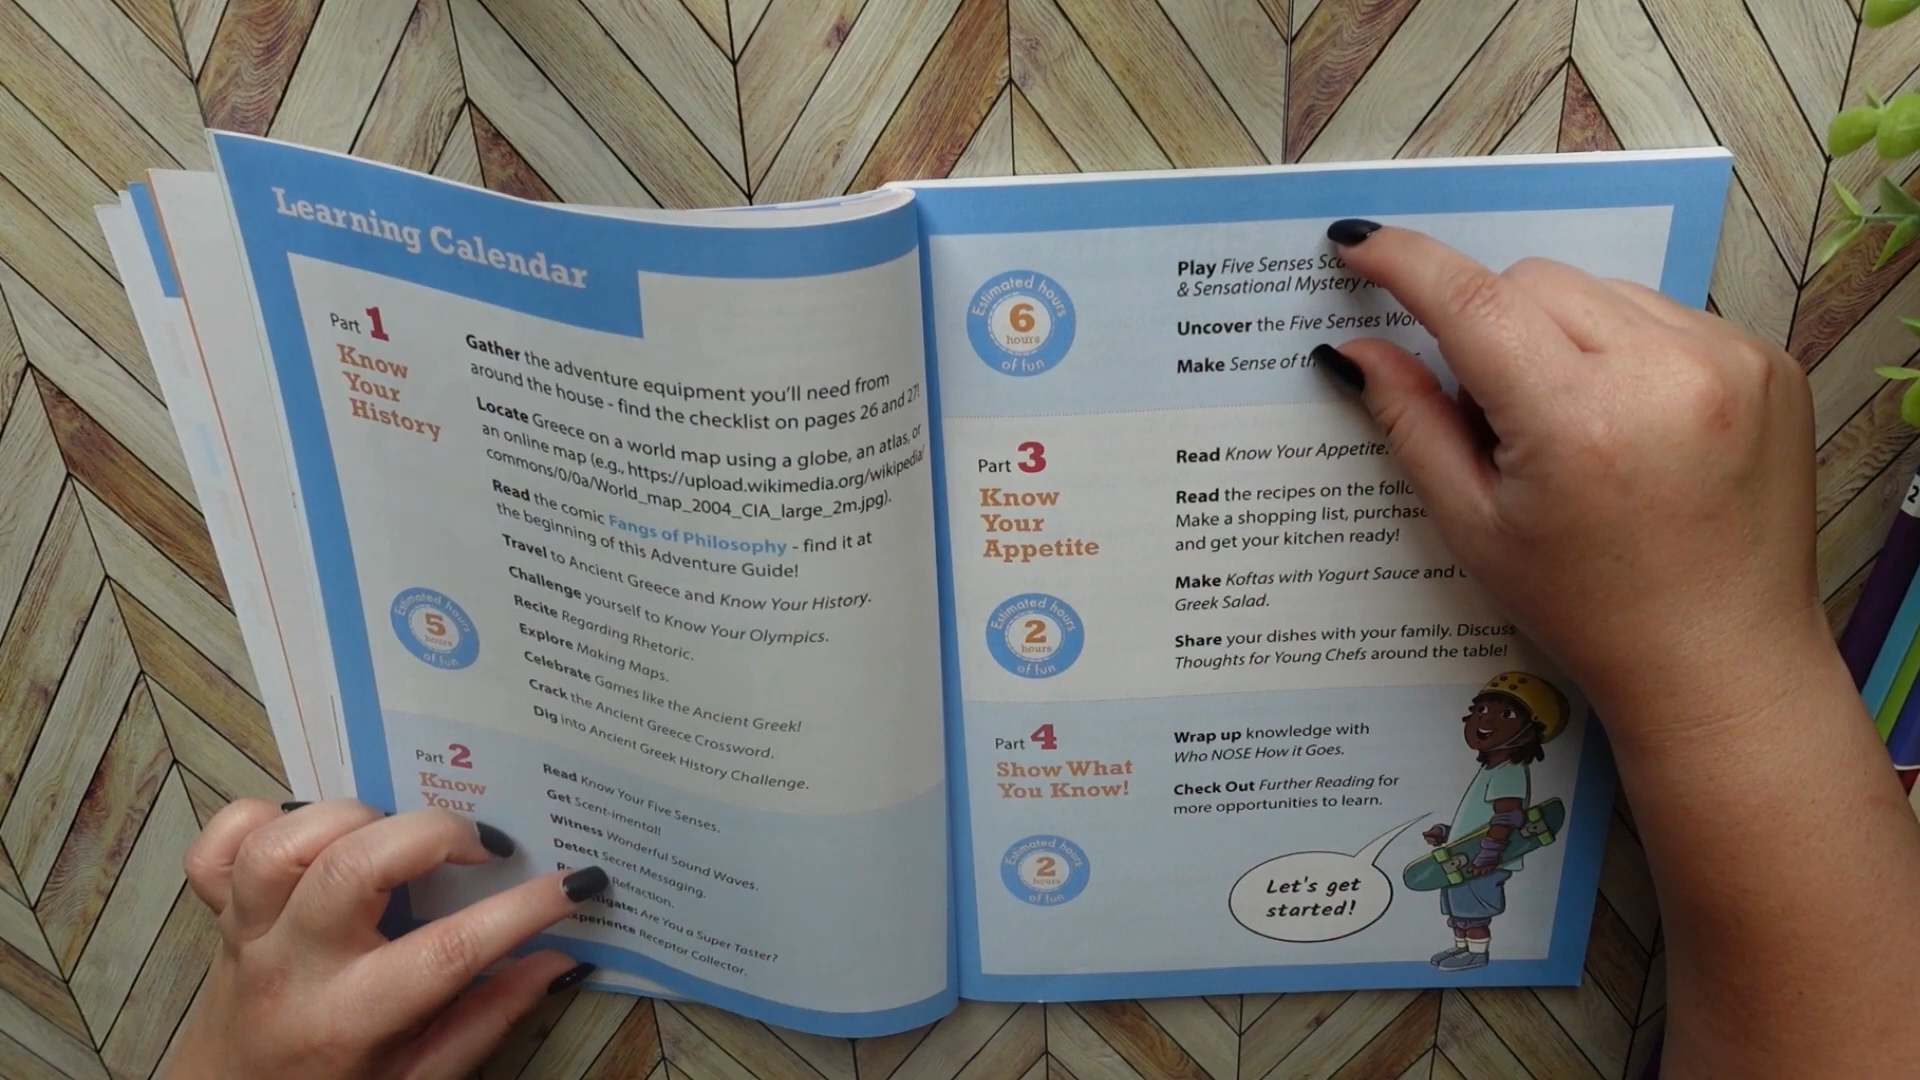 Learning Calendar
Part 1
Know
Your
History
Gather the adventure equipment you'll need from
around the house - find the checklist on pages 26 and 27!
Locate Greece on a world map using a globe, an atlas, or
an online map (e.g., https://upload.wikimedia.org/wikipedia/
commons/0/0a/World_map_2004_CIA_large_2m.jpg).
Read the comic Fangs of Philosophy - find it at
the beginning of this Adventure Guide!
Travel to Ancient Greece and Know Your History.
Challenge yourself to Know Your Olympics.
Recite Regarding Rhetoric.
Explore Making Maps.
Celebrate Games like the Ancient Greek!
Crack the Ancient Greece Crossword.
Dig into Ancient Greek History Challenge.
Estimated hours
5
hours
of fun
Part 2
Know
Your
Read Know Your Five Senses.
Get Scent-imental!
Witness Wonderful Sound Waves.
Detect Secret Messaging.
Refraction.
Are You a Super Taster?
Experience Receptor Collector.
Estimated hours
6
hours
of fun
Play Five Senses
& Sensational Mystery
Uncover the Five Senses
Make Sense of
Part 3
Know
Your
Appetite
Estimated hours
2
hours
of fun
Read Know Your Appetite.
Read the recipes on the
Make a shopping list, purchase
and get your kitchen ready!
Make Koftas with Yogurt Sauce and
Greek Salad.
Share your dishes with your family. Discuss
Thoughts for Young Chefs around the table!
Part 4
Show What
You Know!
Estimated hours
2
hours
of fun
Wrap up knowledge with
Who NOSE How it Goes.
Check Out Further Reading for
more opportunities to learn.
Let's get
started!